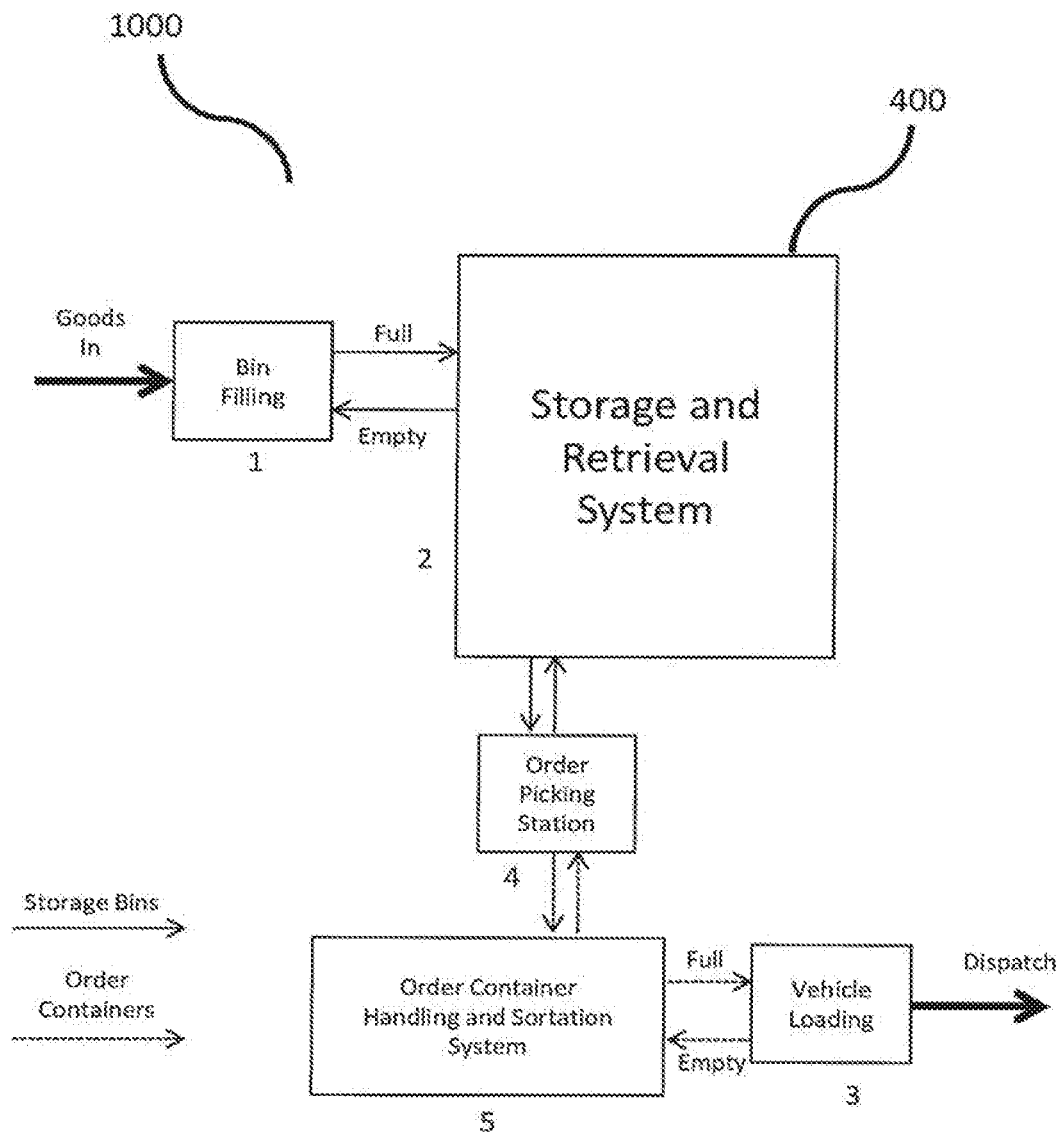 1000
400
Goods
In
Bin
Filling
1
Full
Empty
Storage and
Retrieval
System
2
Order
Picking
Station
4
Storage Bins
Order
Containers
Order Container
Handling and Sortation
System
5
Full
Empty
Vehicle
Loading
3
Dispatch